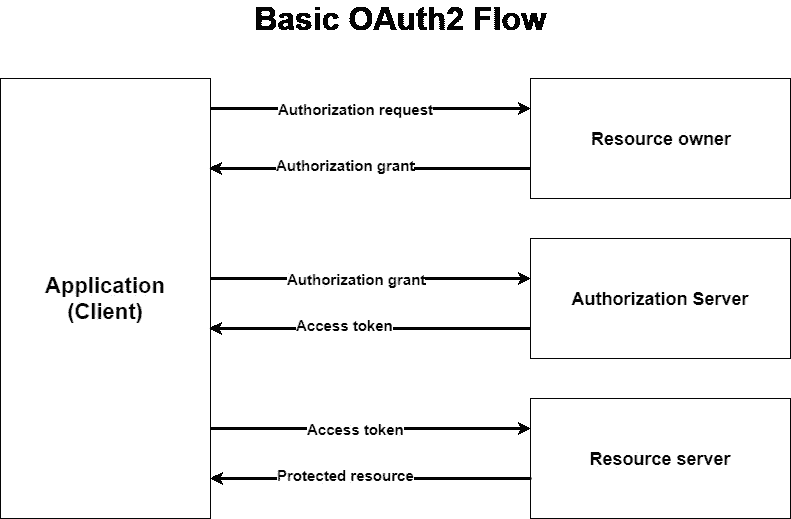 Basic OAuth2 Flow
Authorization request
Resource owner
Authorization grant
Application
(Client)
Authorization grant
Authorization Server
Access token
Access token
Resource server
Protected resource